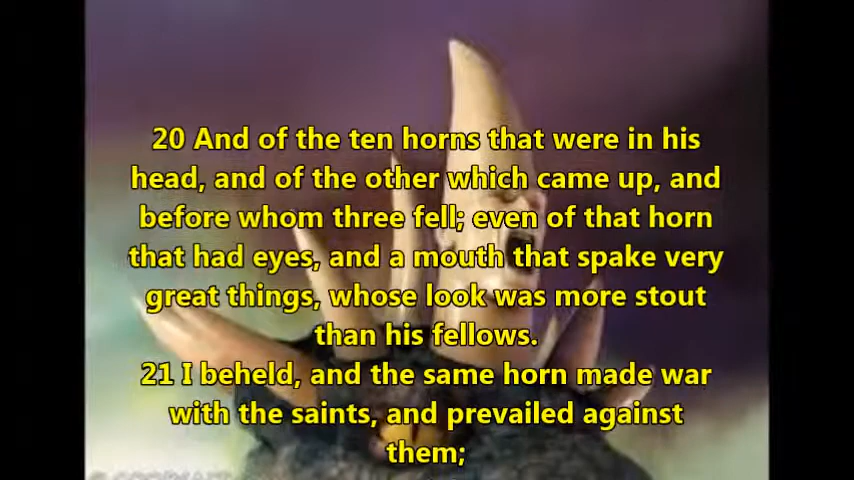 20 And of the ten horns that were in his
head, and of the other which came up, and
before whom three fell; even of that horn
that had eyes, and a mouth that spake very
great things, whose look was more stout
than his fellows.
21 I beheld, and the same horn made war
with the saints, and prevailed against
them;